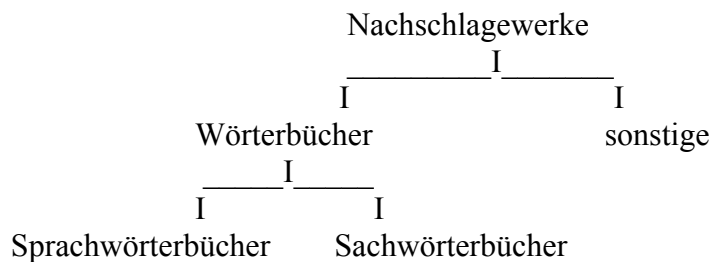 Nachschlagewerke
I
I I
Wörterbücher sonstige
I
I I
Sprachwörterbücher Sachwörterbücher